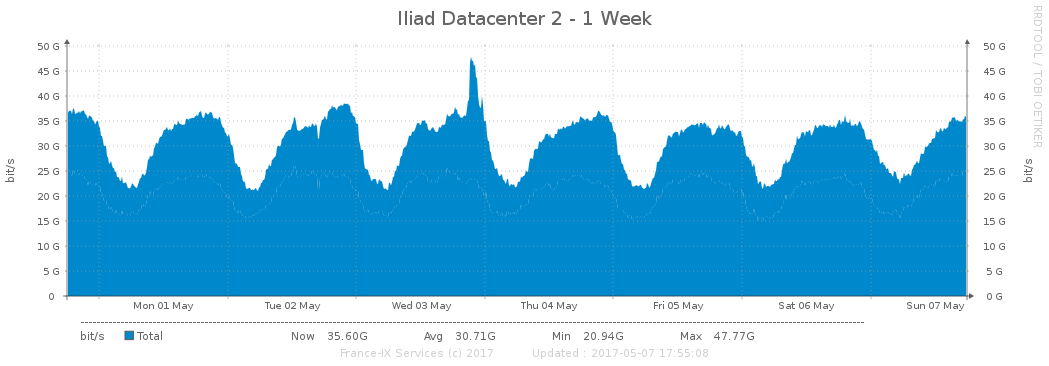 Iliad Datacenter 2 - 1 Week
RRDTOOL / TOBI OETIKER
50 G 50 G
45 G 45 G
40 G 40 G
35 G 35 G
30 G 30 G
25 G 25 G
20 G 20 G
15 G 15 G
10 G 10 G
5 G 5 G
0 0 G
bit/s bit/s
Mon 01 May Tue 02 May Wed 03 May Thu 04 May Fri 05 May Sat 06 May Sun 07 May
bit/s Total Now 35.60G Avg 30.71G Min 20.94G Max 47.77G
France-IX Services (c) 2017 Updated : 2017-05-07 17:55:08